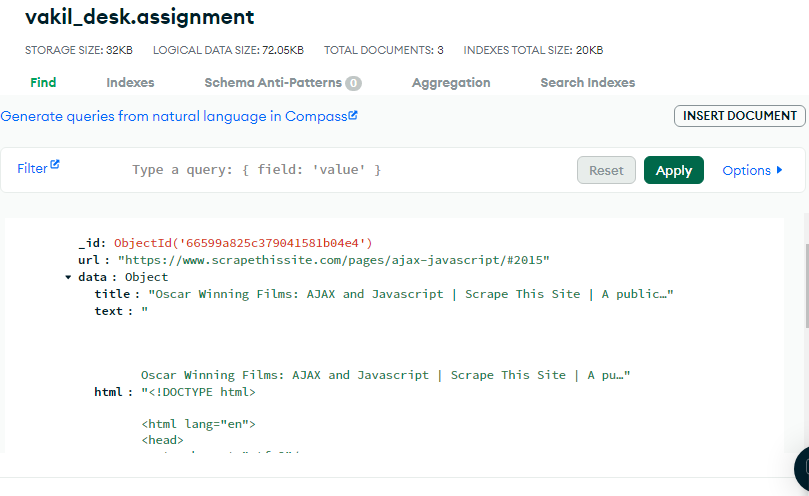 vakil_desk.assignment
STORAGE SIZE: 32KB LOGICAL DATA SIZE: 72.05KB TOTAL DOCUMENTS: 3 INDEXES TOTAL SIZE: 20KB
Find Indexes Schema Anti-Patterns 0 Aggregation Search Indexes
Generate queries from natural language in Compass
INSERT DOCUMENT
Filter Type a query: { field: 'value' } Reset Apply Options
_id: ObjectId('66599a825c379041581b04e4')
url : "https://www.scrapethissite.com/pages/ajax-javascript/#2015"
data : Object
title : "Oscar Winning Films: AJAX and Javascript | Scrape This Site | A public…"
text : "
Oscar Winning Films: AJAX and Javascript | Scrape This Site | A pu…"
html : "<!DOCTYPE html>
<html lang="en">
<head>